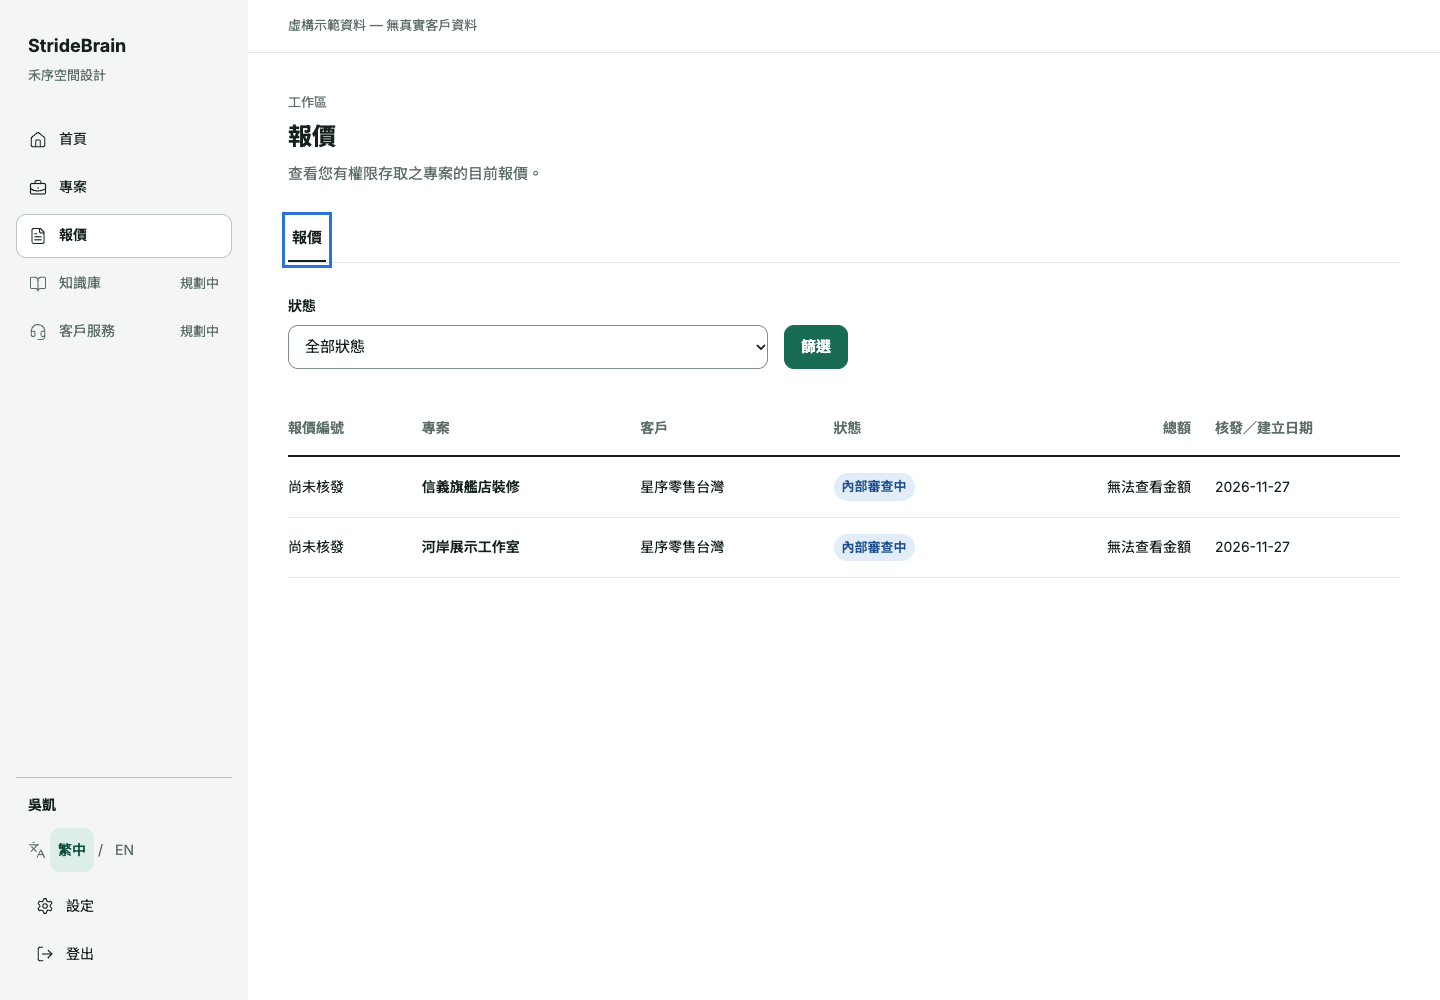 StrideBrain
禾序空間設計
首頁
專案
報價
知識庫 規劃中
客戶服務 規劃中
吳凱
繁中 / EN
設定
登出
虛構示範資料 — 無真實客戶資料
工作區
報價
查看您有權限存取之專案的目前報價。
報價
狀態
全部狀態 篩選
報價編號 專案 客戶 狀態 總額 核發／建立日期
尚未核發 信義旗艦店裝修 星序零售台灣 內部審查中 無法查看金額 2026-11-27
尚未核發 河岸展示工作室 星序零售台灣 內部審查中 無法查看金額 2026-11-27